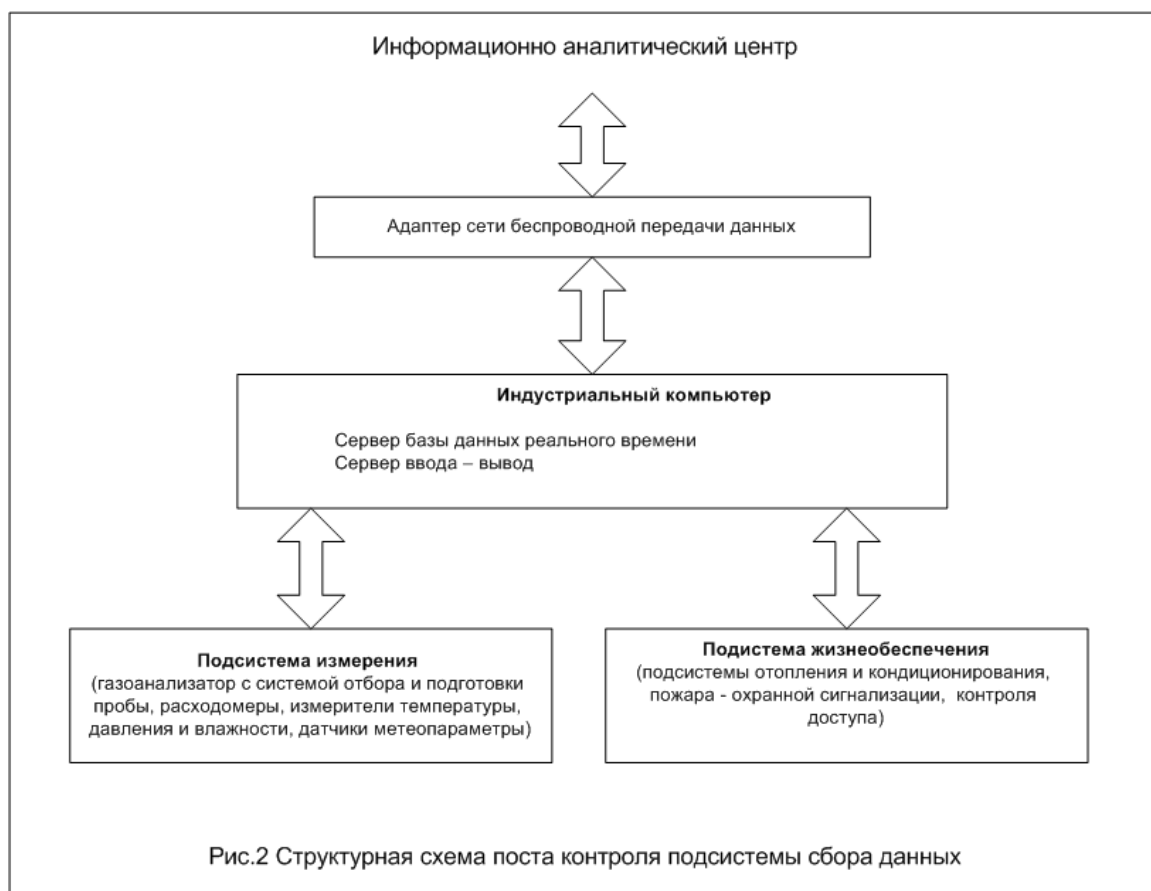 Информационно аналитический центр
Адаптер сети беспроводной передачи данных
Индустриальный компьютер
Сервер базы данных реального времени
Сервер ввода – вывод
Подсистема измерения
(газоанализатор с системой отбора и подготовки
пробы, расходомеры, измерители температуры,
давления и влажности, датчики метеопараметры)
Подистема жизнеобеспечения
(подсистемы отопления и кондиционирования,
пожара - охранной сигнализации, контроля
доступа)
Рис.2 Структурная схема поста контроля подсистемы сбора данных